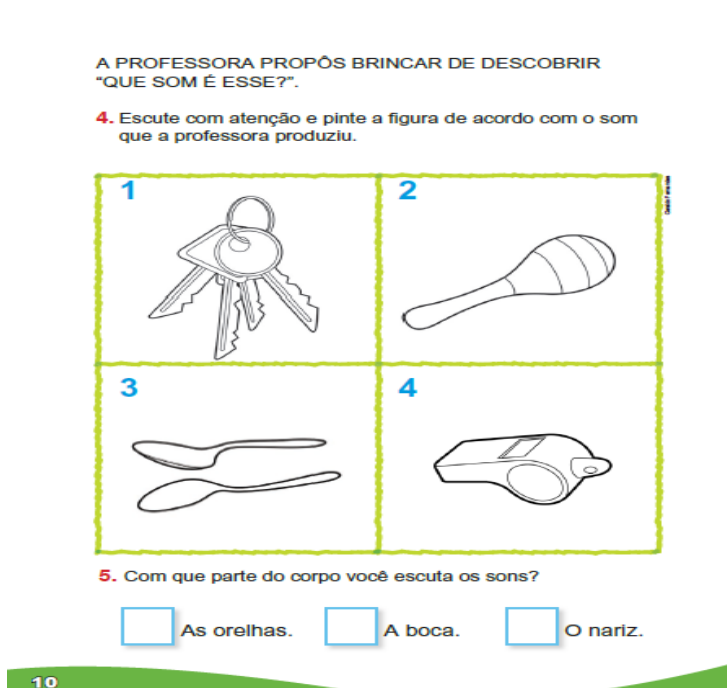 A PROFESSORA PROPÔS BRINCAR DE DESCOBRIR
“QUE SOM É ESSE?”.
4. Escute com atenção e pinte a figura de acordo com o som
que a professora produziu.
1
2
3
4
5. Com que parte do corpo você escuta os sons?
As orelhas.
A boca.
O nariz.
10